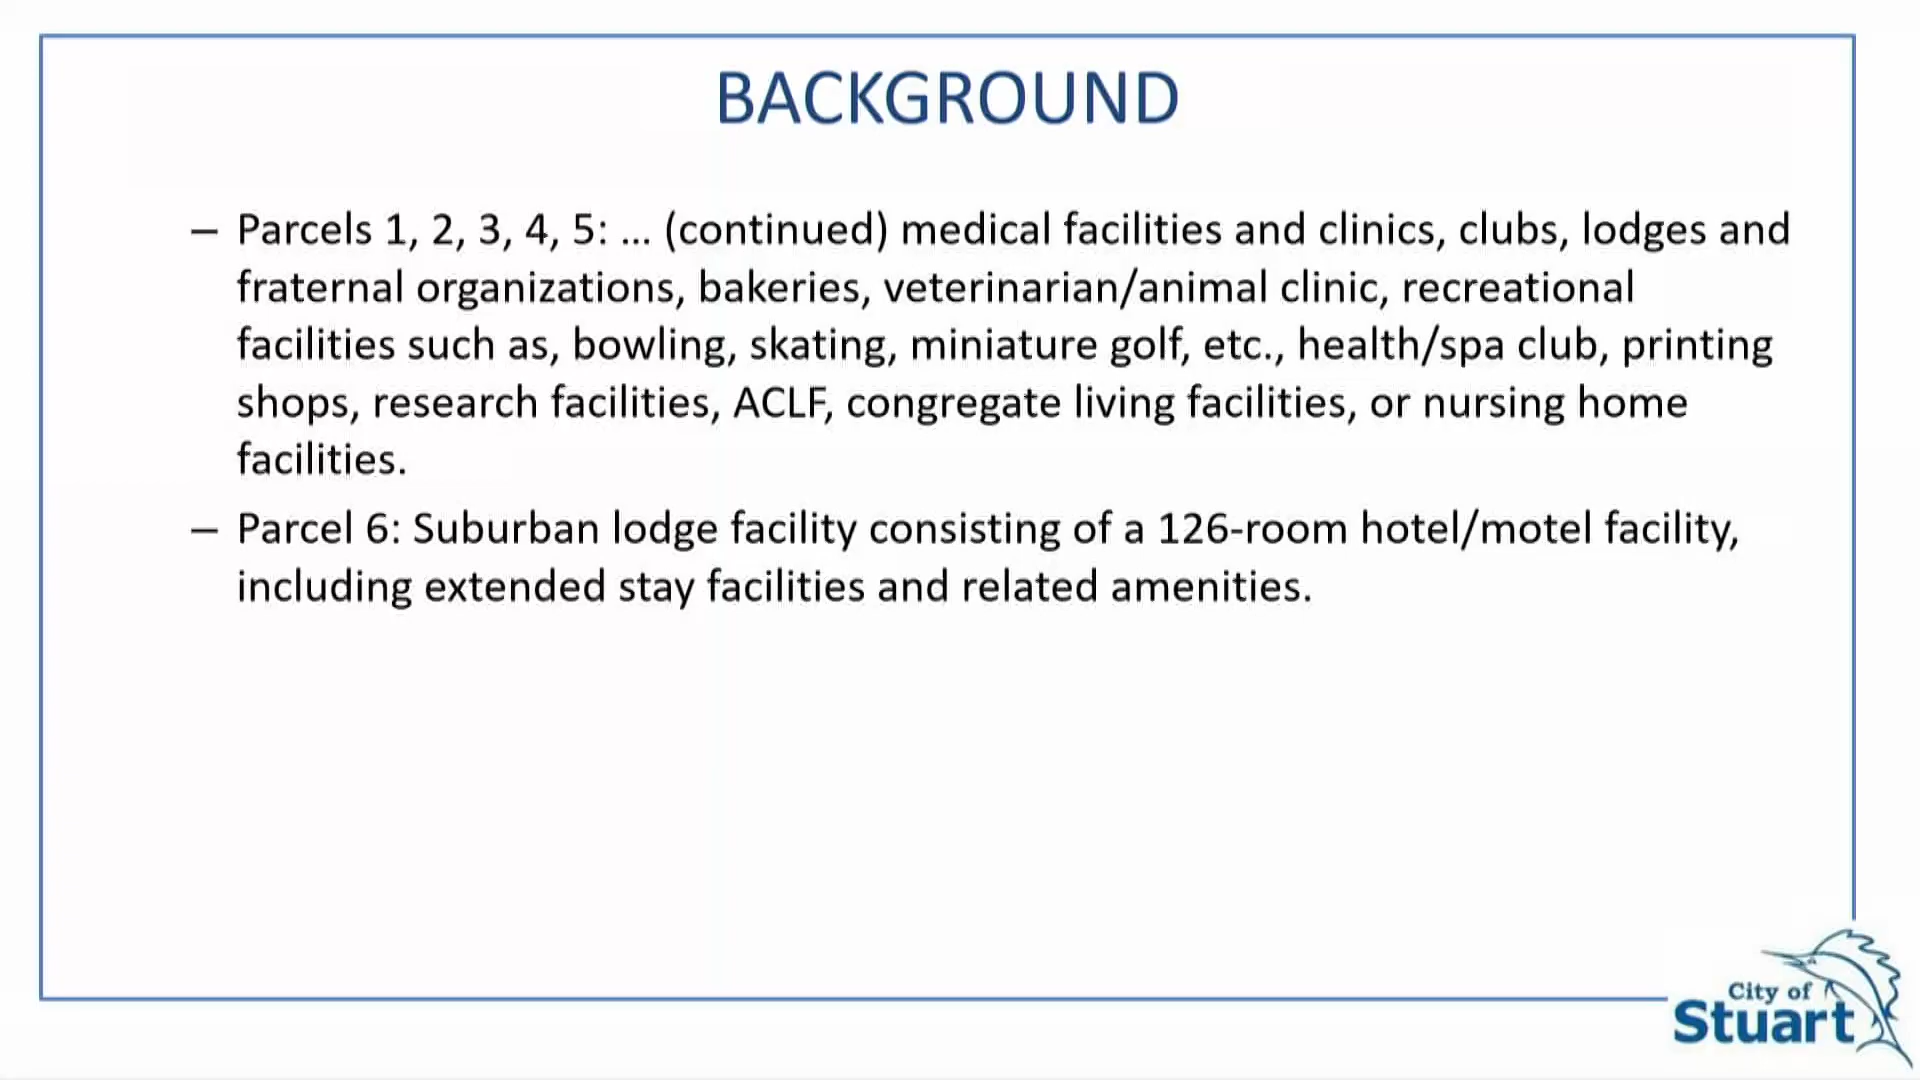 BACKGROUND
– Parcels 1, 2, 3, 4, 5: ... (continued) medical facilities and clinics, clubs, lodges and
fraternal organizations, bakeries, veterinarian/animal clinic, recreational
facilities such as, bowling, skating, miniature golf, etc., health/spa club, printing
shops, research facilities, ACLF, congregate living facilities, or nursing home
facilities.
– Parcel 6: Suburban lodge facility consisting of a 126-room hotel/motel facility,
including extended stay facilities and related amenities.
City of
Stuart